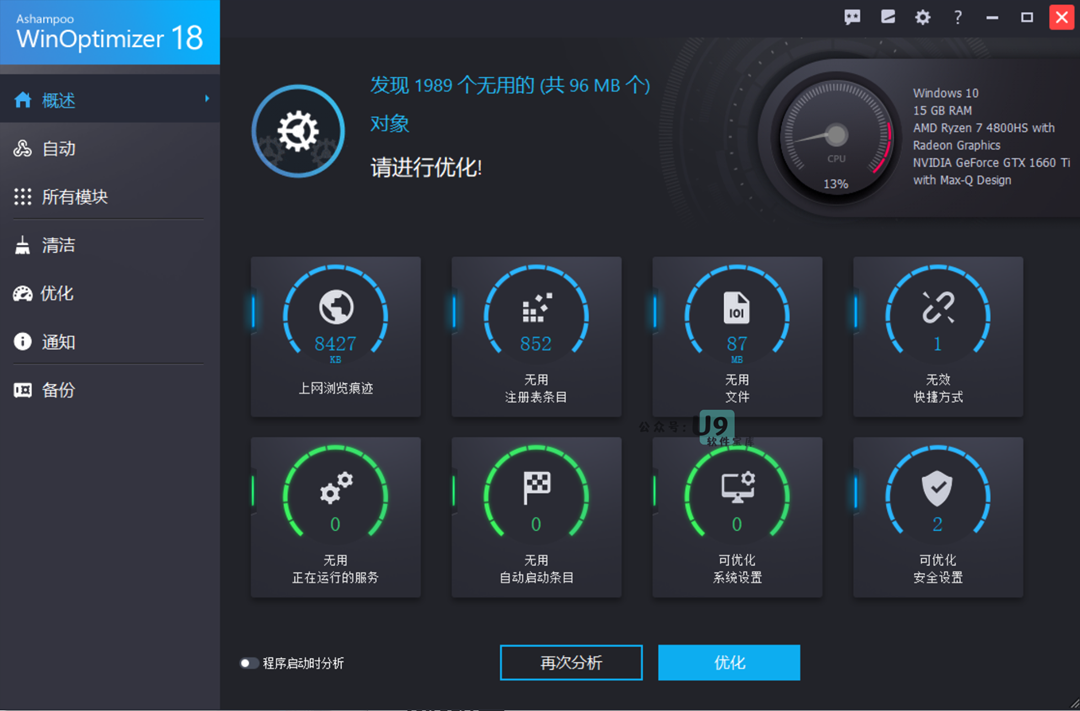 Ashampoo
WinOptimizer 18
?
概述
自动
所有模块
清洁
优化
通知
备份
发现 1989 个无用的 (共 96 MB 个)
对象
请进行优化!
CPU
13%
Windows 10
15 GB RAM
AMD Ryzen 7 4800HS with
Radeon Graphics
NVIDIA GeForce GTX 1660 Ti
with Max-Q Design
8427
KB
上网浏览痕迹
852
无用
注册表条目
IOI
87
MB
无用
文件
1
无效
快捷方式
公众号:
U9
软件
0
无用
正在运行的服务
0
无用
自动启动条目
0
可优化
系统设置
2
可优化
安全设置
程序启动时分析
再次分析
优化